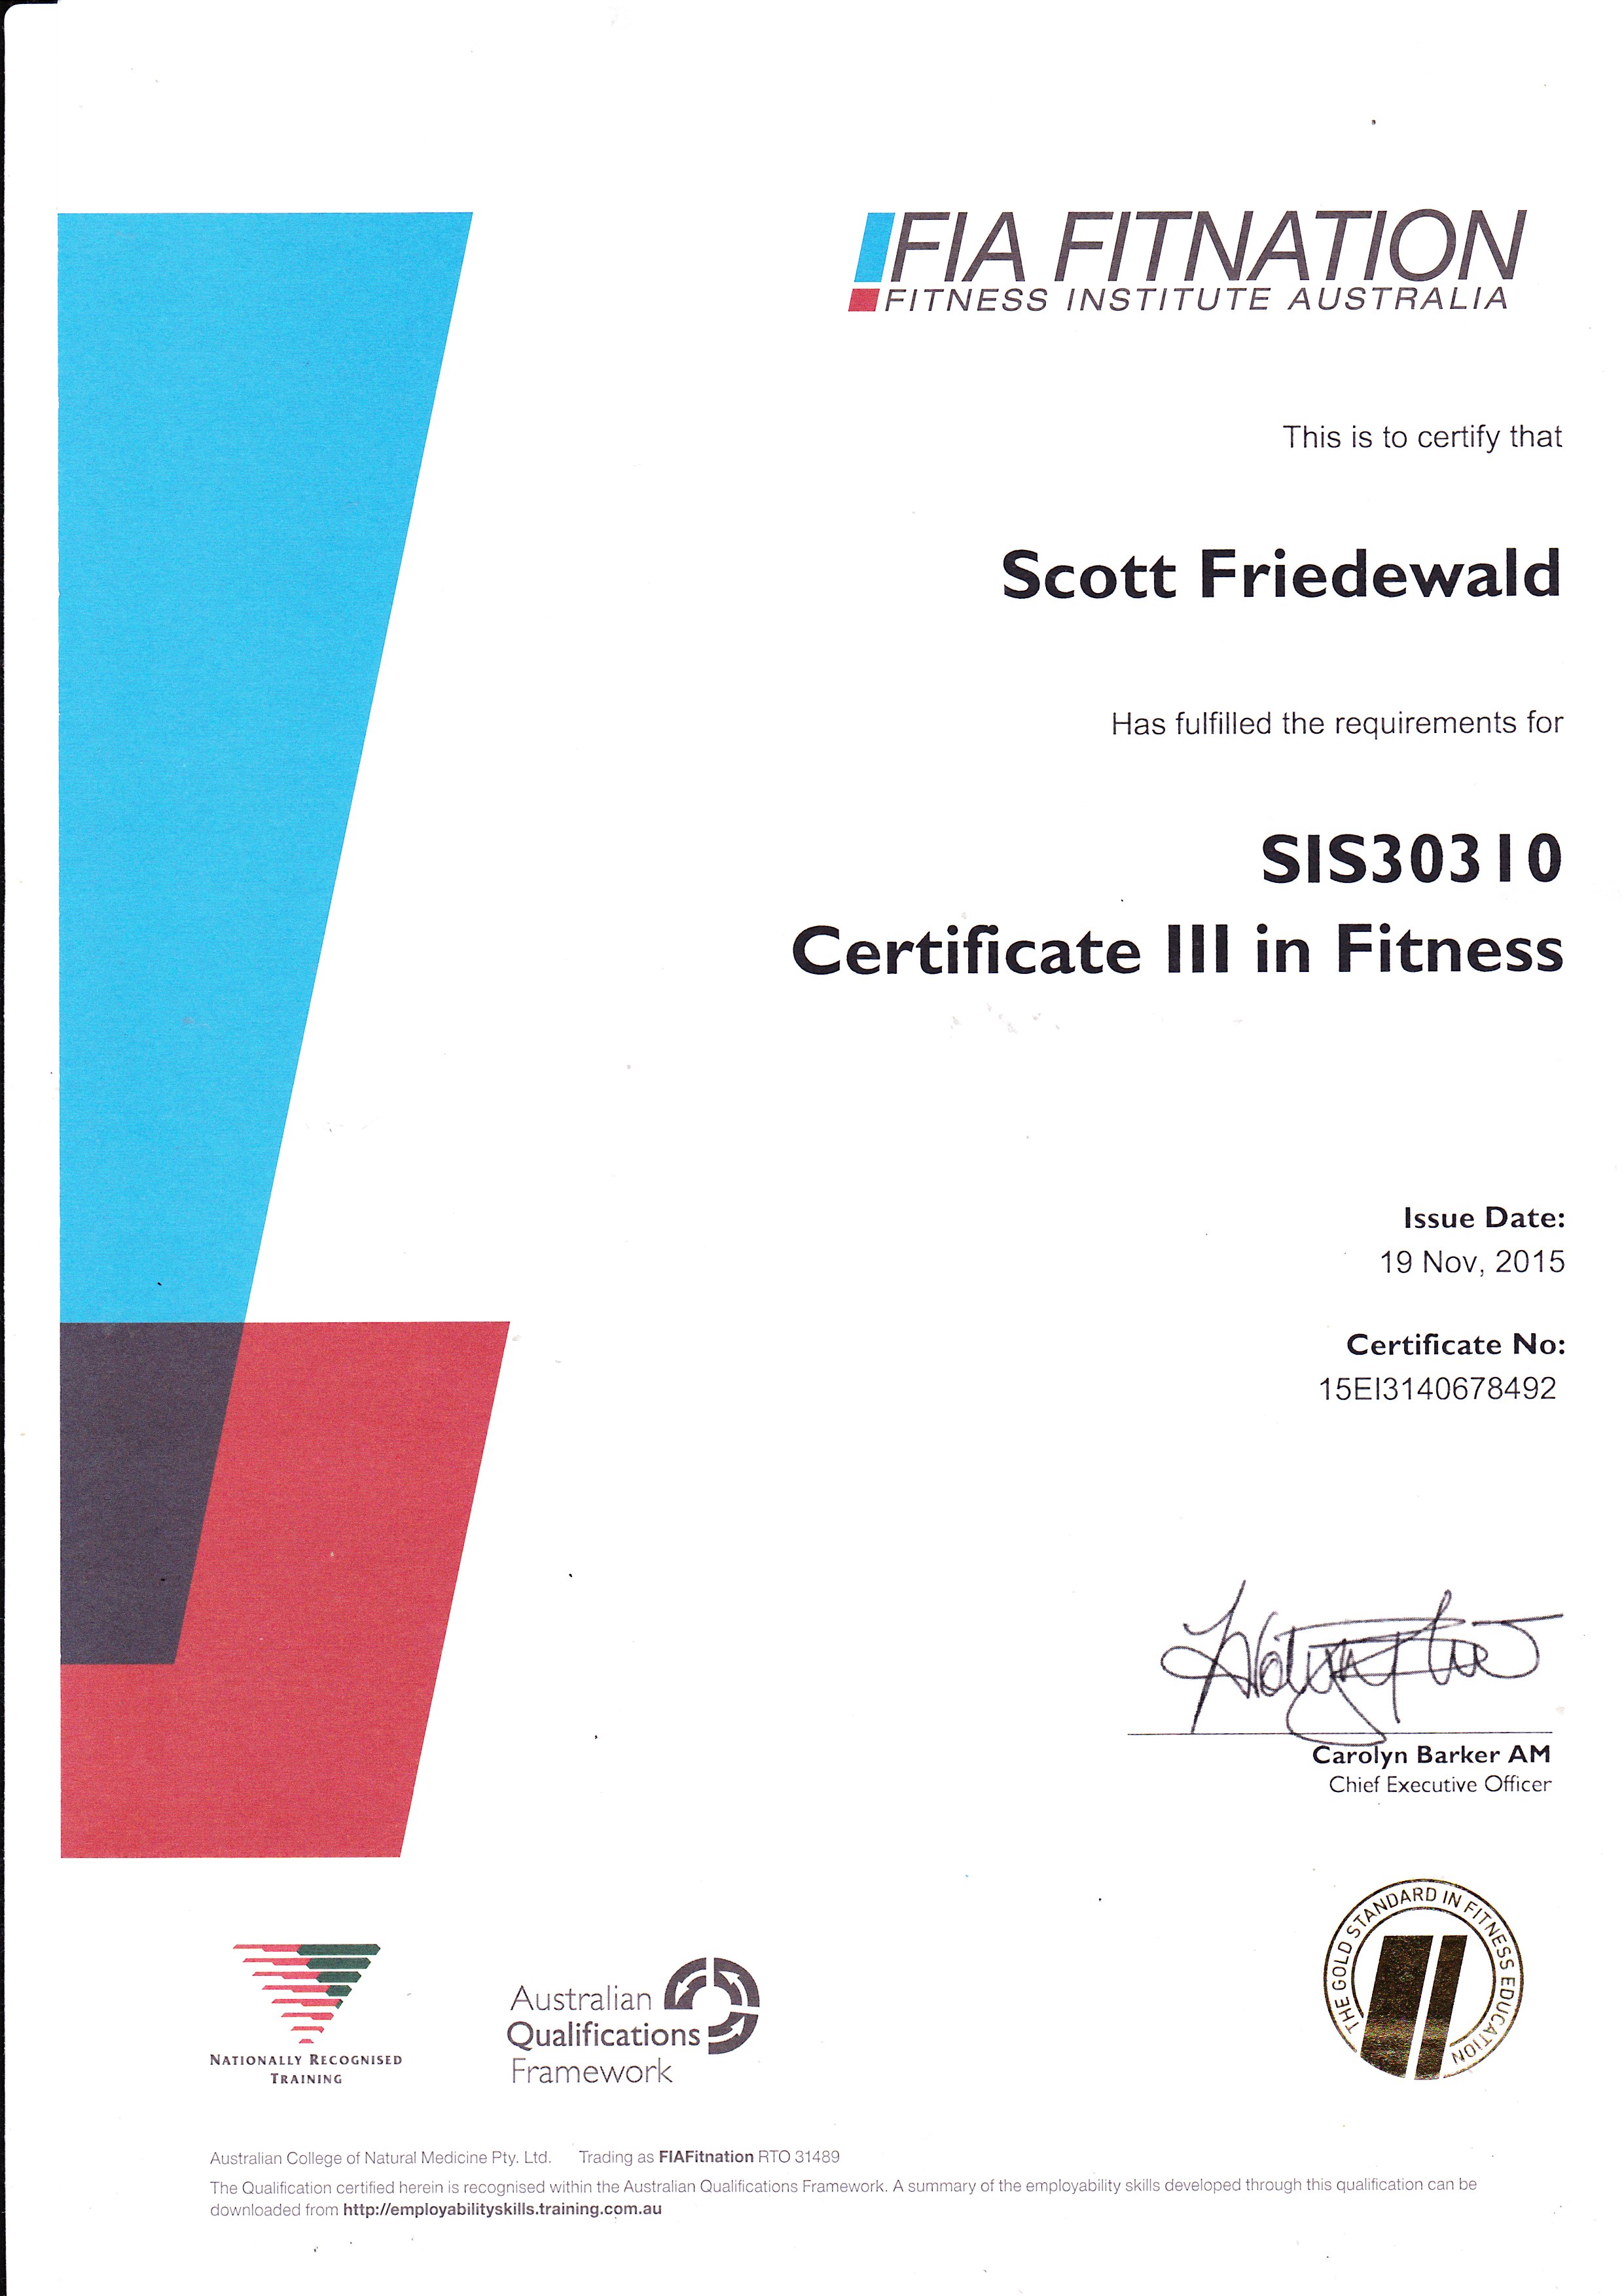 FIA FITNATION
FITNESS INSTITUTE AUSTRALIA
This is to certify that
Scott Friedewald
Has fulfilled the requirements for
SIS30310
Certificate III in Fitness
Issue Date:
19 Nov, 2015
Certificate No:
15EI3140678492
Carolyn Barker AM
Chief Executive Officer
THE GOLD STANDARD IN FITNESS EDUCATION
NATIONALLY RECOGNISED
TRAINING
Australian
Qualifications
Framework
Australian College of Natural Medicine Pty. Ltd. Trading as FIAFitnation RTO 31489
The Qualification certified herein is recognised within the Australian Qualifications Framework. A summary of the employability skills developed through this qualification can be
downloaded from http://employabilityskills.training.com.au